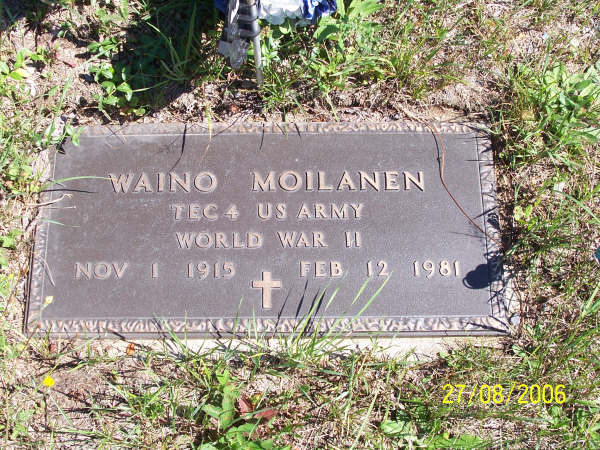 WAINO MOILANEN
TEC 4 US ARMY
WORLD WAR II
NOV 1 1915 FEB 12 1981
27/08/2006